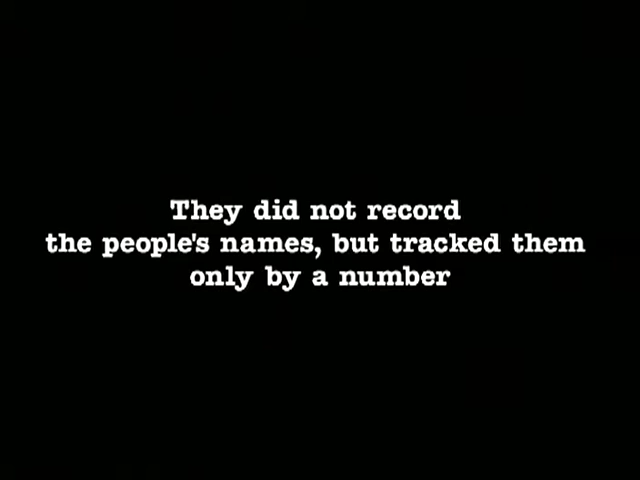 They did not record
the people's names, but tracked them
only by a number